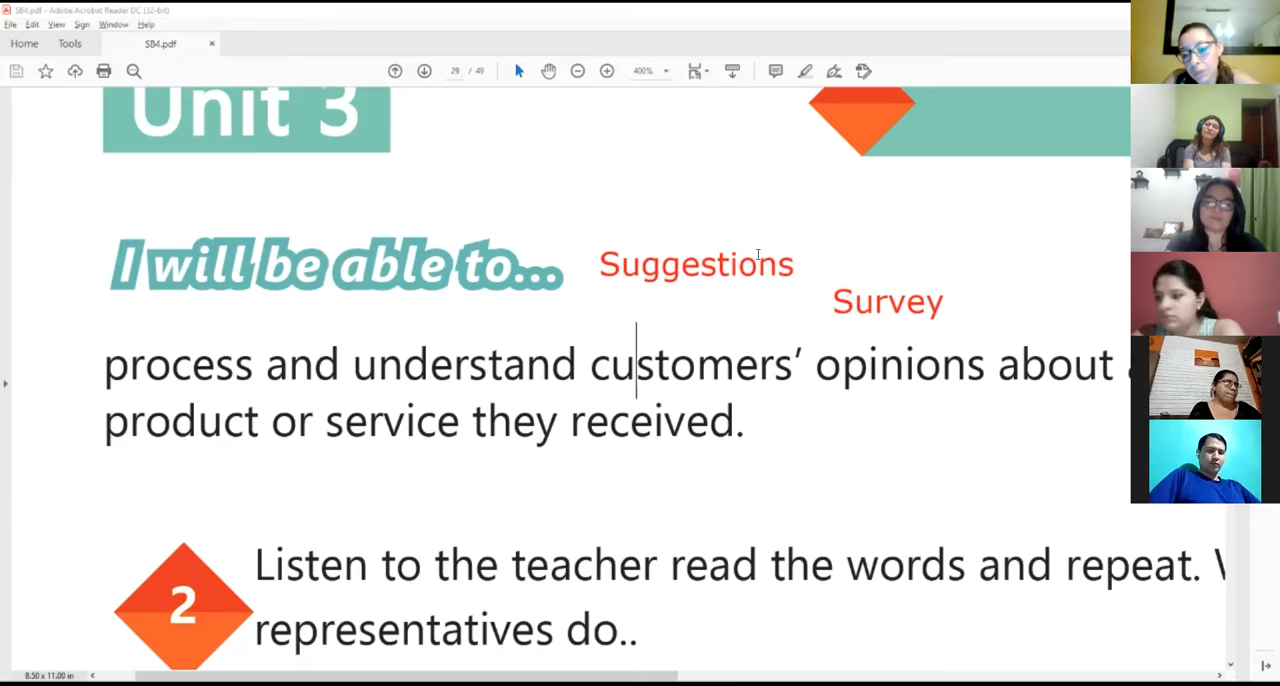 SB4.pdf - Adobe Acrobat Reader DC (32-bit)
File Edit View Sign Window Help
Home Tools SB4.pdf ×
29 / 49 400%
Unit 3
I will be able to...
Suggestions
Survey
process and understand customers’ opinions about
product or service they received.
2
Listen to the teacher read the words and repeat.
representatives do..
8.50 x 11.00 in